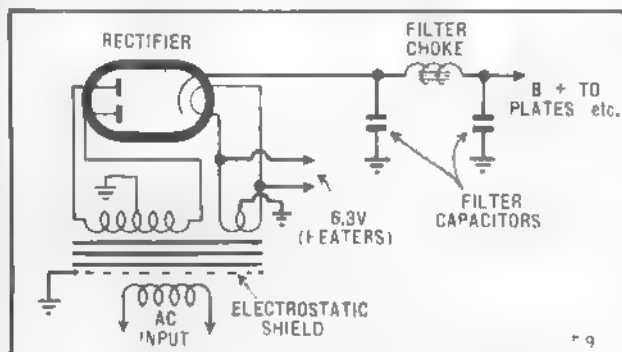 RECTIFIER
FILTER
CHOKE
B + TO
PLATES etc.
6.3V
(HEATERS)
FILTER
CAPACITORS
ELECTROSTATIC
SHIELD
AC
INPUT